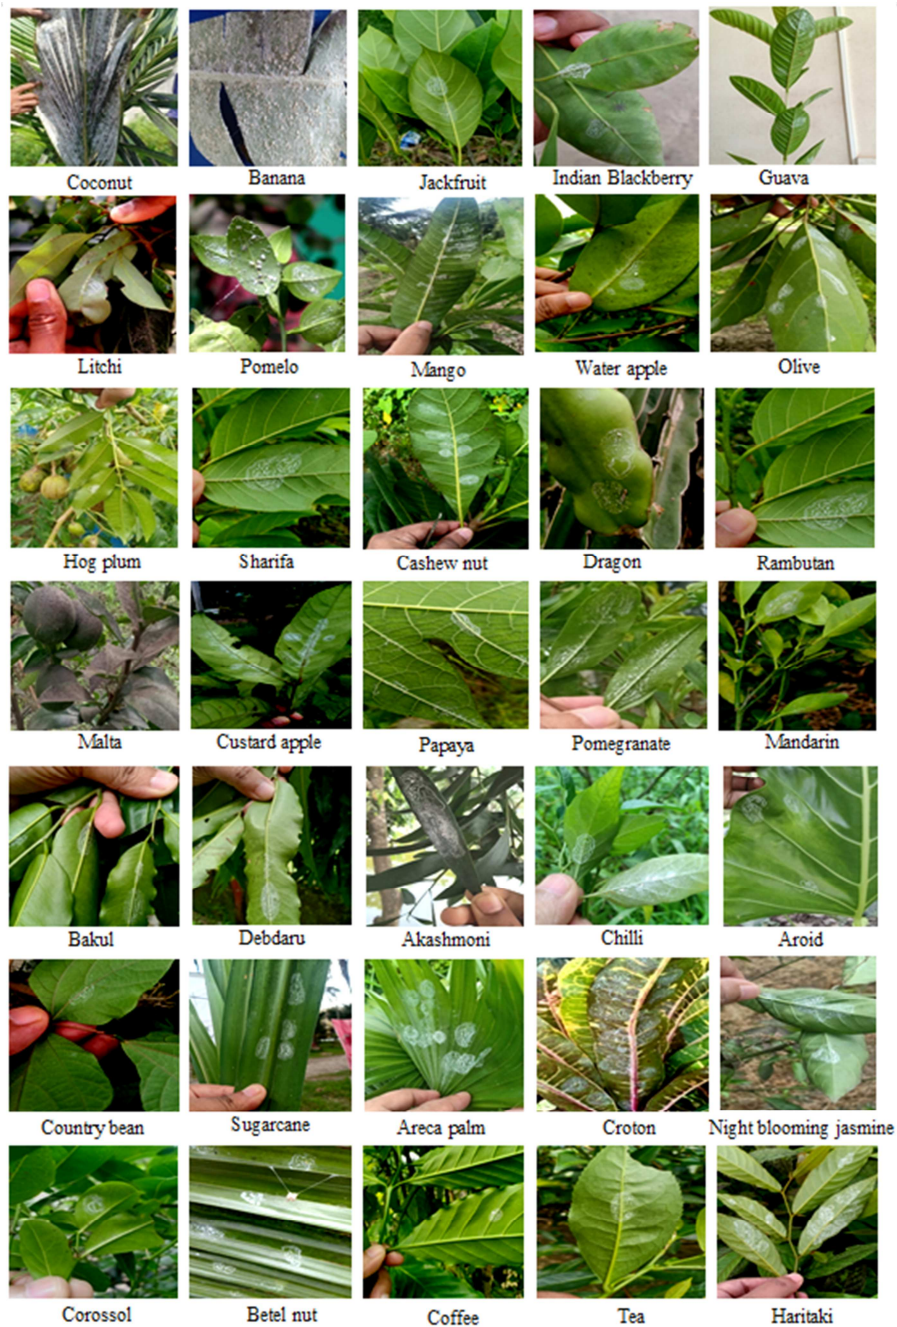 Coconut
Banana
Jackfruit
Indian Blackberry
Guava
Litchi
Pomelo
Mango
Water apple
Olive
Hog plum
Sharifa
Cashew nut
Dragon
Rambutan
Malta
Custard apple
Papaya
Pomegranate
Mandarin
Bakul
Debdaru
Akashmoni
Chilli
Aroid
Country bean
Sugarcane
Areca palm
Croton
Night blooming jasmine
Corossol
Betel nut
Coffee
Tea
Haritaki